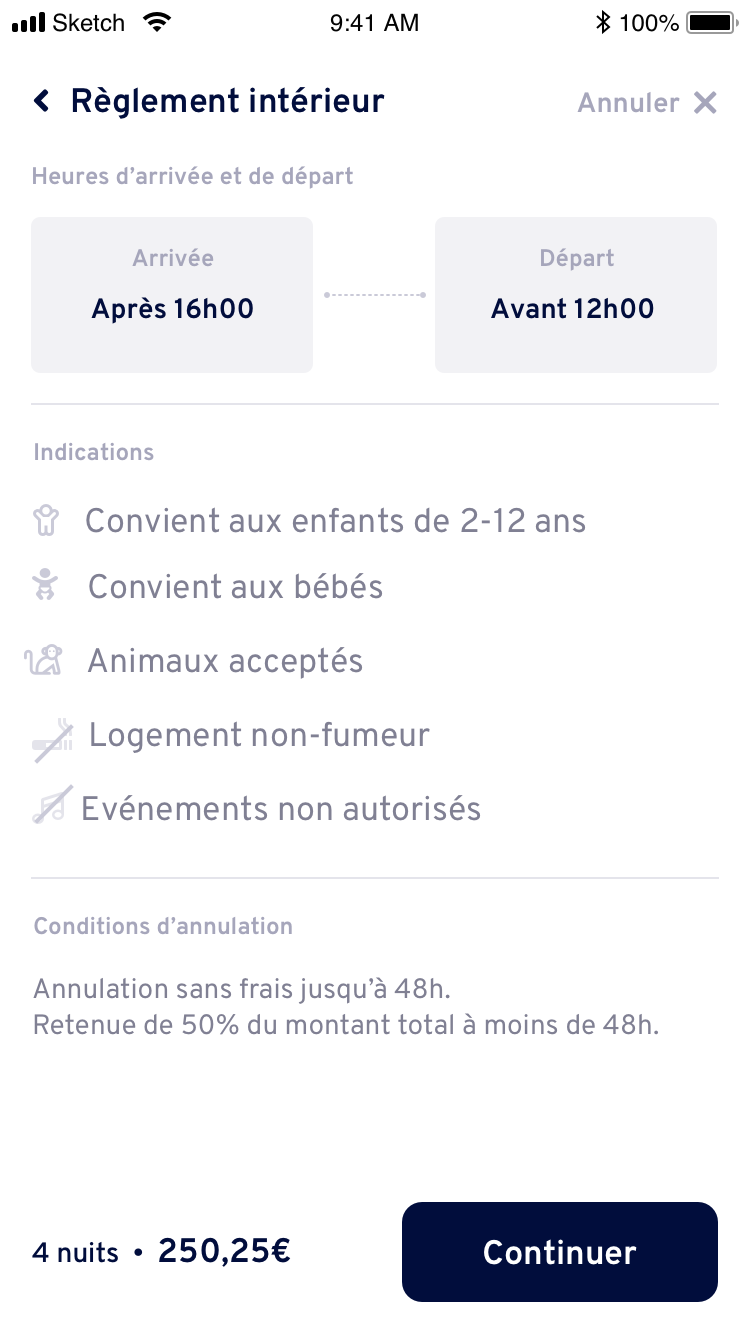 Sketch 9:41 AM 100%
Règlement intérieur Annuler
Heures d’arrivée et de départ
Arrivée Départ
Après 16h00 Avant 12h00
Indications
Convient aux enfants de 2-12 ans
Convient aux bébés
Animaux acceptés
Logement non-fumeur
Evénements non autorisés
Conditions d’annulation
Annulation sans frais jusqu’à 48h.
Retenue de 50% du montant total à moins de 48h.
4 nuits • 250,25€ Continuer